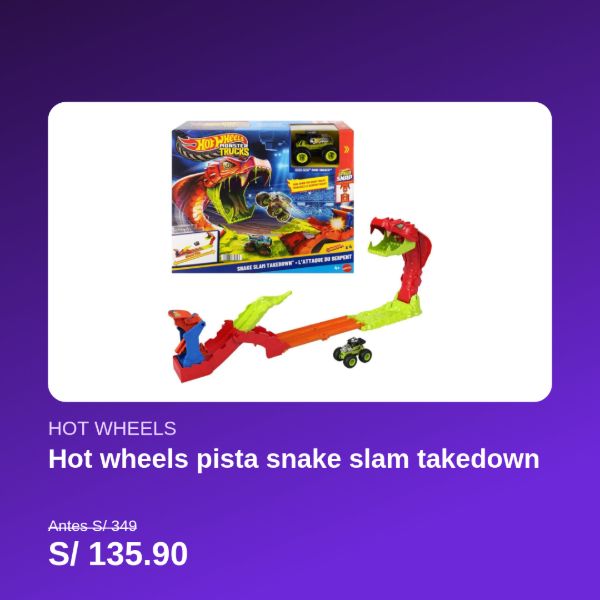 HOT WHEELS
MONSTER
TRUCKS
SNAKE SLAM TAKEDOWN • L'ATTAQUE DU SERPENT
4+
HOT WHEELS
Hot wheels pista snake slam takedown
Antes S/ 349
S/ 135.90